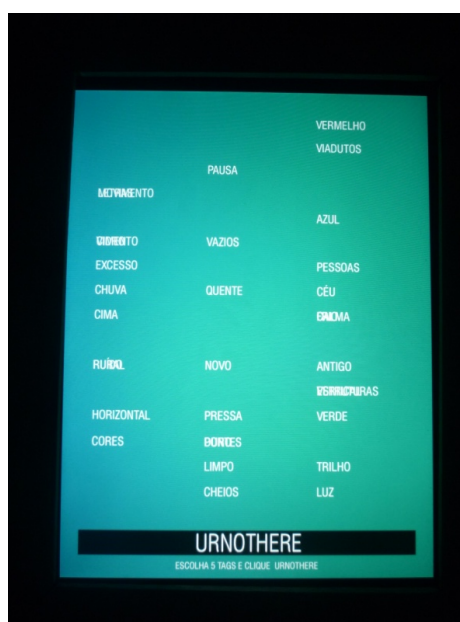 VERMELHO
VIADUTOS
PAUSA
AZUL
VAZIOS
EXCESSO PESSOAS
CHUVA QUENTE CÉU
CIMA
NOVO ANTIGO
HORIZONTAL PRESSA VERDE
CORES
LIMPO TRILHO
CHEIOS LUZ
URNOTHERE
ESCOLHA 5 TAGS E CLIQUE URNOTHERE